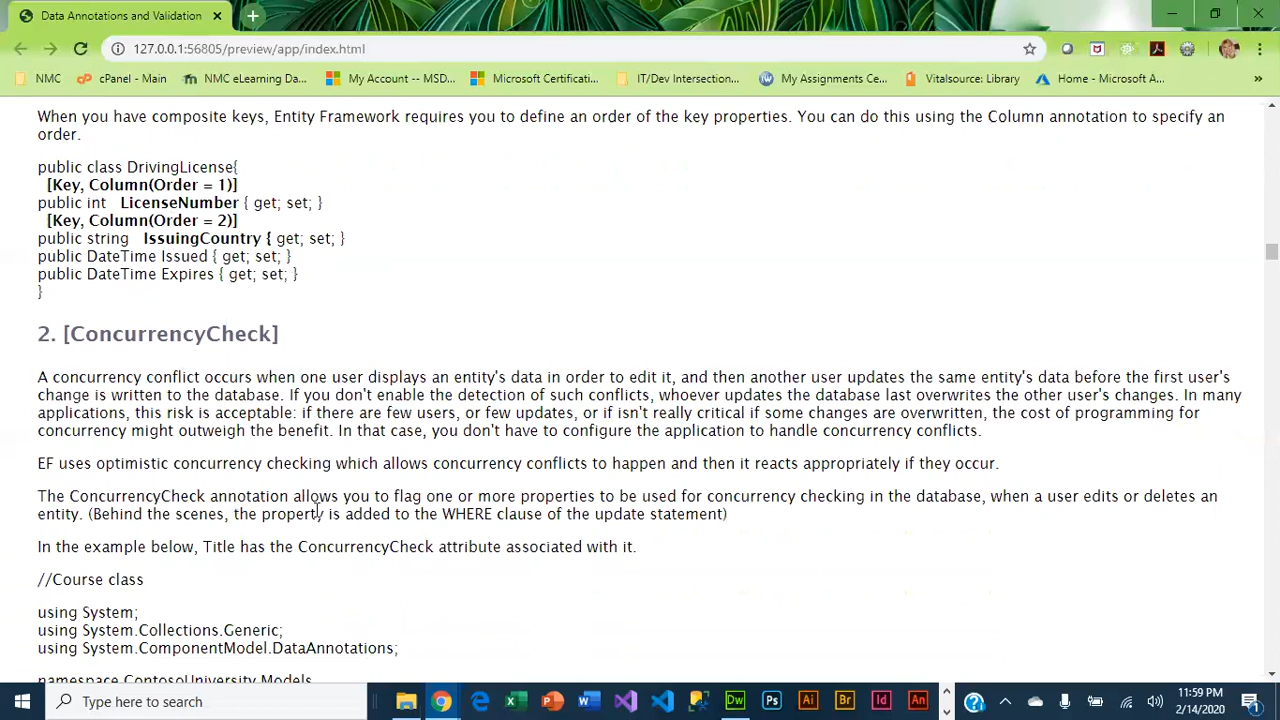 Data Annotations and Validation
127.0.0.1:56805/preview/app/index.html
NMC
cPanel - Main
NMC eLearning Da...
My Account -- MSD...
Microsoft Certificati...
IT/Dev Intersection...
My Assignments Ce...
Vitalsource: Library
Home - Microsoft A...
When you have composite keys, Entity Framework requires you to define an order of the key properties. You can do this using the Column annotation to specify an
order.
public class DrivingLicense{
[Key, Column(Order = 1)]
public int LicenseNumber { get; set; }
[Key, Column(Order = 2)]
public string IssuingCountry { get; set; }
public DateTime Issued { get; set; }
public DateTime Expires { get; set; }
}
2. [ConcurrencyCheck]
A concurrency conflict occurs when one user displays an entity's data in order to edit it, and then another user updates the same entity's data before the first user's
change is written to the database. If you don't enable the detection of such conflicts, whoever updates the database last overwrites the other user's changes. In many
applications, this risk is acceptable: if there are few users, or few updates, or if isn't really critical if some changes are overwritten, the cost of programming for
concurrency might outweigh the benefit. In that case, you don't have to configure the application to handle concurrency conflicts.
EF uses optimistic concurrency checking which allows concurrency conflicts to happen and then it reacts appropriately if they occur.
The ConcurrencyCheck annotation allows you to flag one or more properties to be used for concurrency checking in the database, when a user edits or deletes an
entity. (Behind the scenes, the property is added to the WHERE clause of the update statement)
In the example below, Title has the ConcurrencyCheck attribute associated with it.
//Course class
using System;
using System.Collections.Generic;
using System.ComponentModel.DataAnnotations;
namespace ContosoUniversity.Models
Type here to search
Dw
Ps
Ai
Br
Id
An
11:59 PM
2/14/2020